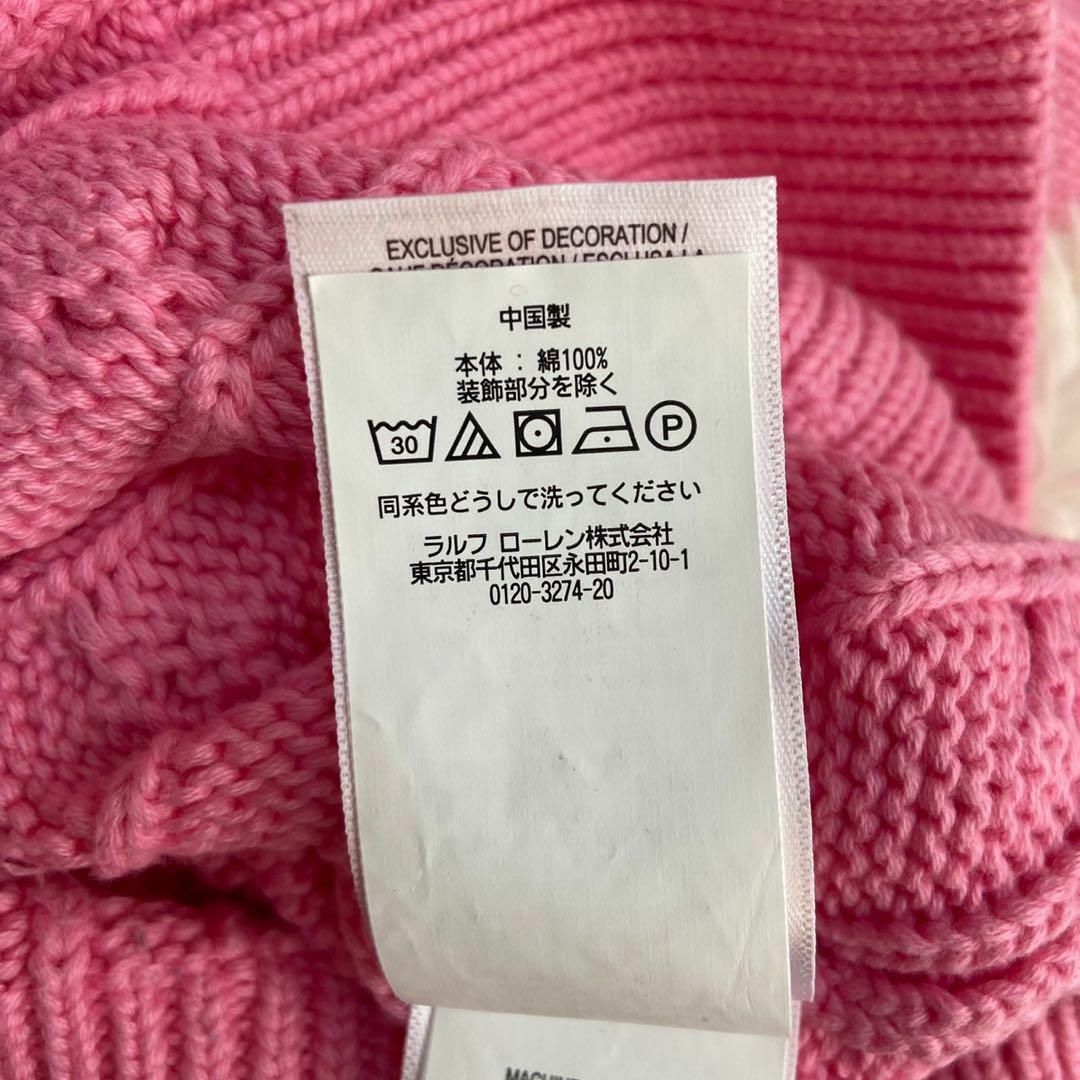 EXCLUSIVE OF DECORATION /
中国製
本体 : 綿100%
装飾部分を除く
30
P
同系色どうしで洗ってください
ラルフ ローレン株式会社
東京都千代田区永田町2-10-1
0120-3274-20